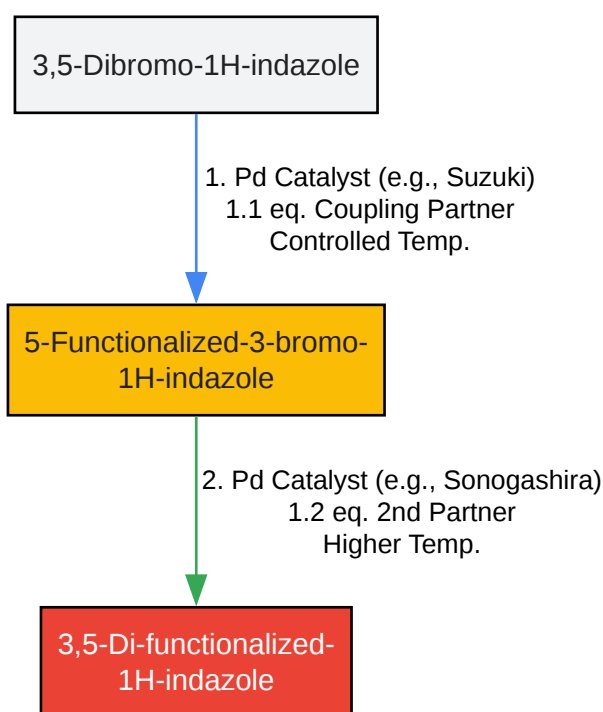 3,5-Dibromo-1H-indazole
1. Pd Catalyst (e.g., Suzuki)
1.1 eq. Coupling Partner
Controlled Temp.
5-Functionalized-3-bromo-
1H-indazole
2. Pd Catalyst (e.g., Sonogashira)
1.2 eq. 2nd Partner
Higher Temp.
3,5-Di-functionalized-
1H-indazole